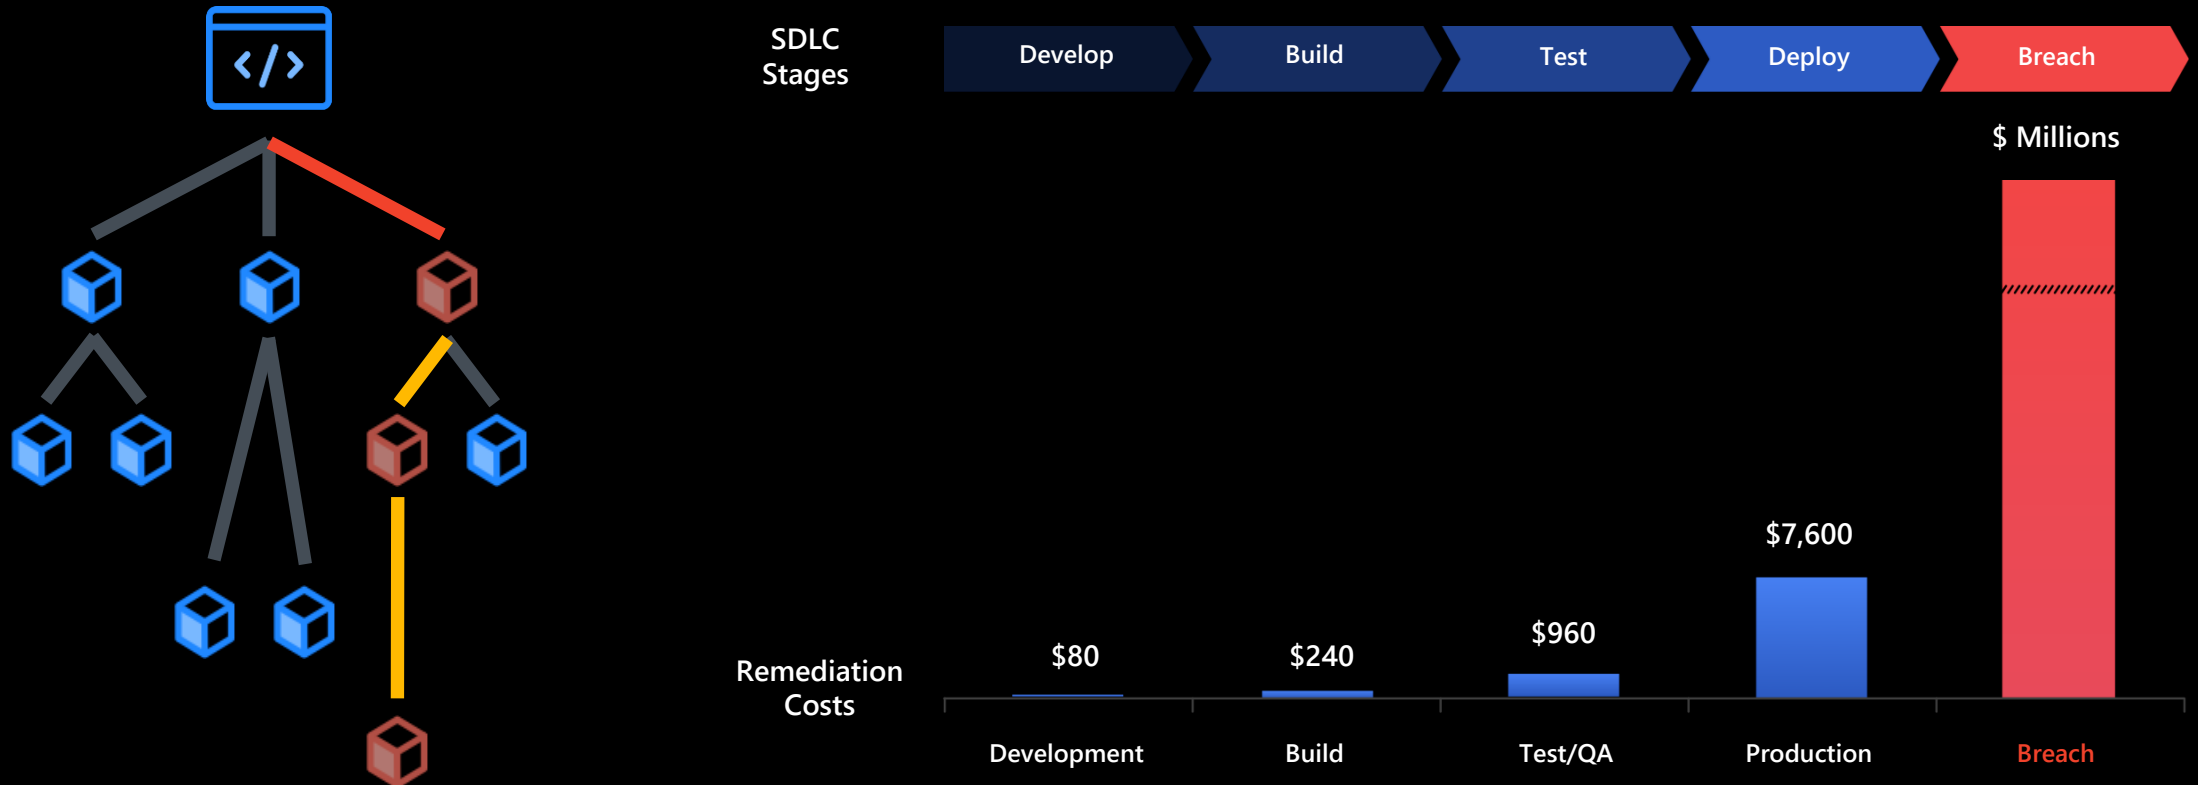 </>
SDLC
Stages
Develop
Build
Test
Deploy
Breach
$ Millions
$7,600
$960
$240
$80
Remediation
Costs
Development
Build
Test/QA
Production
Breach